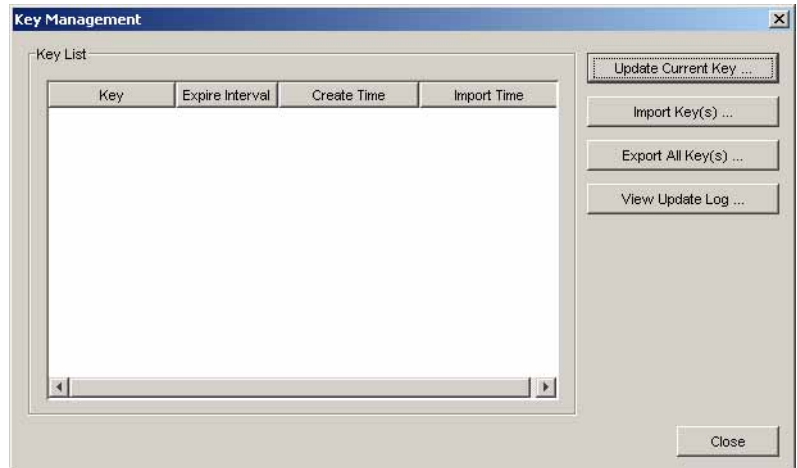 Key Management
Key List
Key Expire Interval Create Time Import Time
Update Current Key ...
Import Key(s) ...
Export All Key(s) ...
View Update Log ...
Close